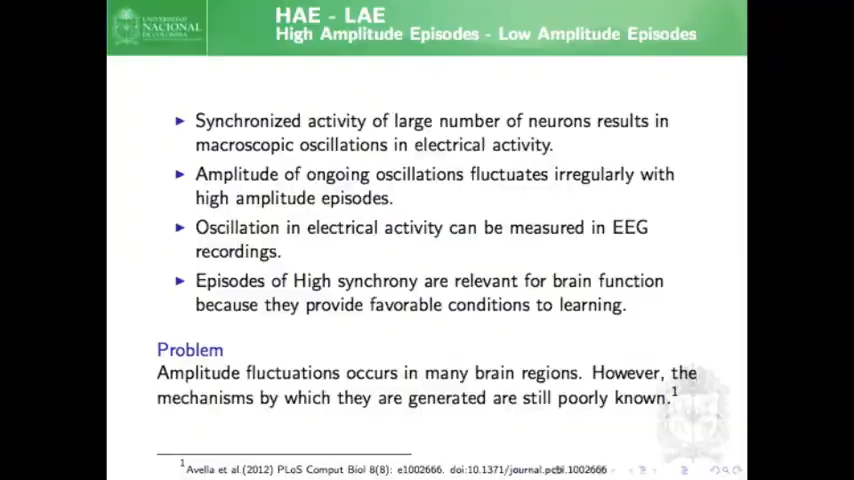 UNIVERSIDAD
NACIONAL
DE COLOMBIA
HAE - LAE
High Amplitude Episodes - Low Amplitude Episodes
▶ Synchronized activity of large number of neurons results in
macroscopic oscillations in electrical activity.
▶ Amplitude of ongoing oscillations fluctuates irregularly with
high amplitude episodes.
▶ Oscillation in electrical activity can be measured in EEG
recordings.
▶ Episodes of High synchrony are relevant for brain function
because they provide favorable conditions to learning.
Problem
Amplitude fluctuations occurs in many brain regions. However, the
mechanisms by which they are generated are still poorly known.¹
¹Avella et al.(2012) PLoS Comput Biol 8(8): e1002666. doi:10.1371/journal.pcbi.1002666